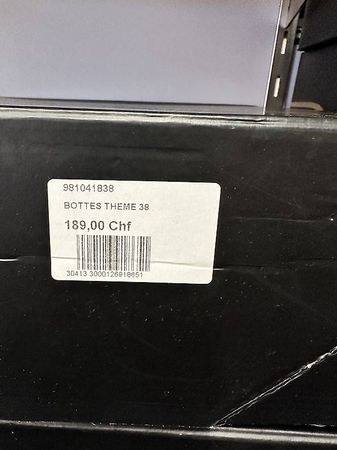 981041838
BOTTES THEME 38
189,00 Chf
30413 3000126918651